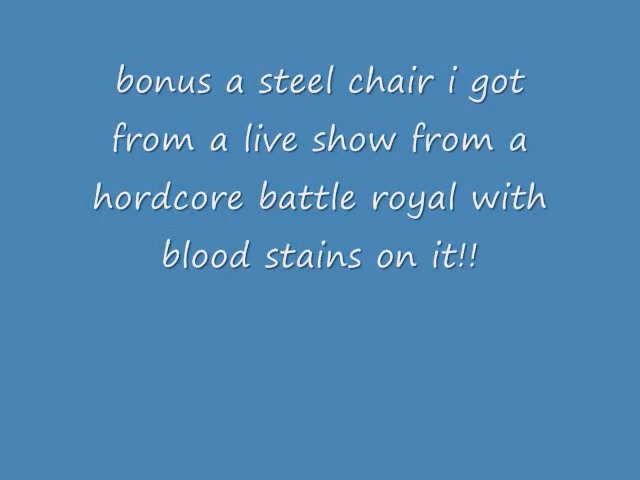 bonus a steel chair i got
from a live show from a
hordcore battle royal with
blood stains on it!!